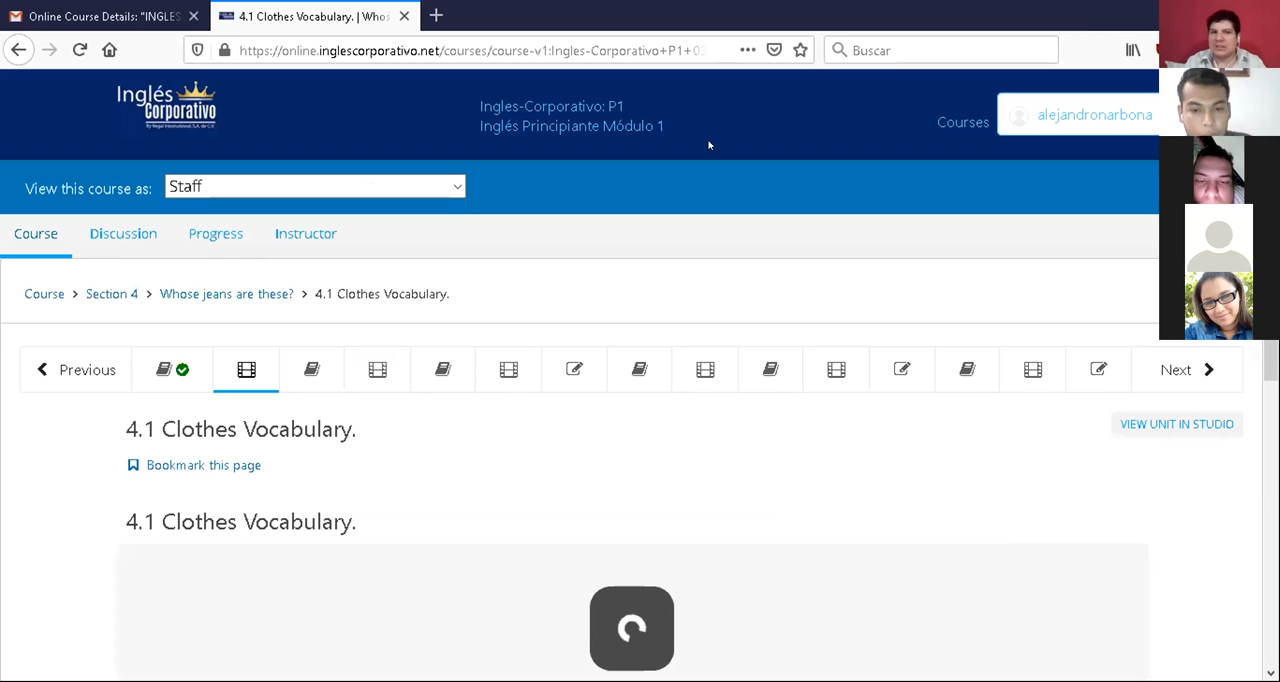 Online Course Details: "INGLES
4.1 Clothes Vocabulary. | Whos
https://online.inglescorporativo.net/courses/course-v1:Ingles-Corporativo+P1+03
Buscar
Inglés
Corporativo
Ingles-Corporativo: P1
Inglés Principiante Módulo 1
Courses
alejandronarbona
View this course as:
Staff
Course
Discussion
Progress
Instructor
Course > Section 4 > Whose jeans are these? > 4.1 Clothes Vocabulary.
Previous
Next
4.1 Clothes Vocabulary.
VIEW UNIT IN STUDIO
Bookmark this page
4.1 Clothes Vocabulary.